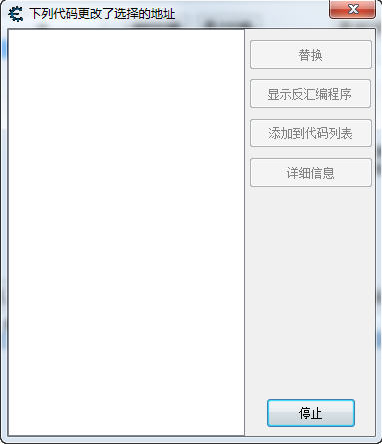 下列代码更改了选择的地址
替换
显示反汇编程序
添加到代码列表
详细信息
停止